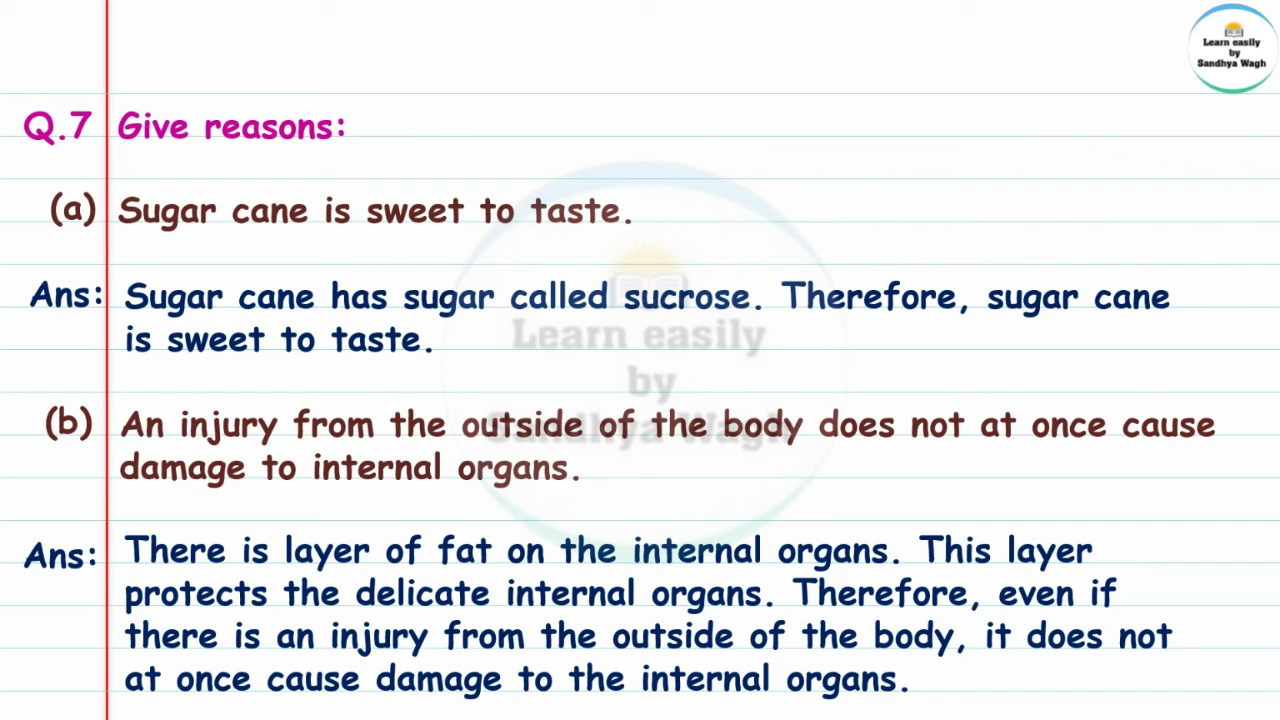 Learn easily
by
Sandhya Wagh
Q.7 Give reasons:
(a) Sugar cane is sweet to taste.
Ans: Sugar cane has sugar called sucrose. Therefore, sugar cane
is sweet to taste.
Learn easily
by
Sandhya Wagh
(b) An injury from the outside of the body does not at once cause
damage to internal organs.
Ans: There is layer of fat on the internal organs. This layer
protects the delicate internal organs. Therefore, even if
there is an injury from the outside of the body, it does not
at once cause damage to the internal organs.